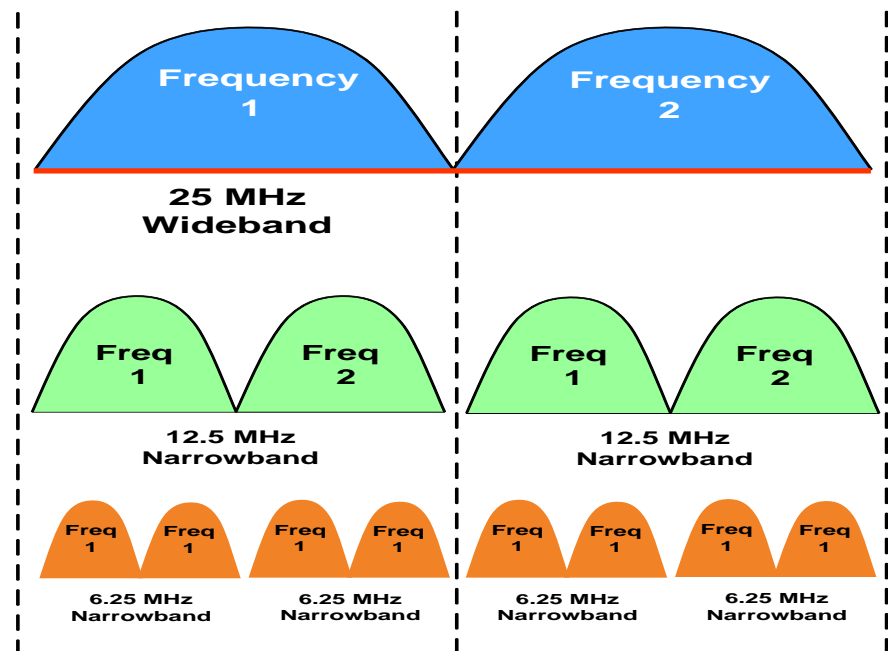 Frequency
1
Frequency
2
25 MHz
Wideband
Freq
1
Freq
2
Freq
1
Freq
2
12.5 MHz
Narrowband
12.5 MHz
Narrowband
Freq
1
Freq
1
Freq
1
Freq
1
Freq
1
Freq
1
Freq
1
Freq
1
6.25 MHz
Narrowband
6.25 MHz
Narrowband
6.25 MHz
Narrowband
6.25 MHz
Narrowband